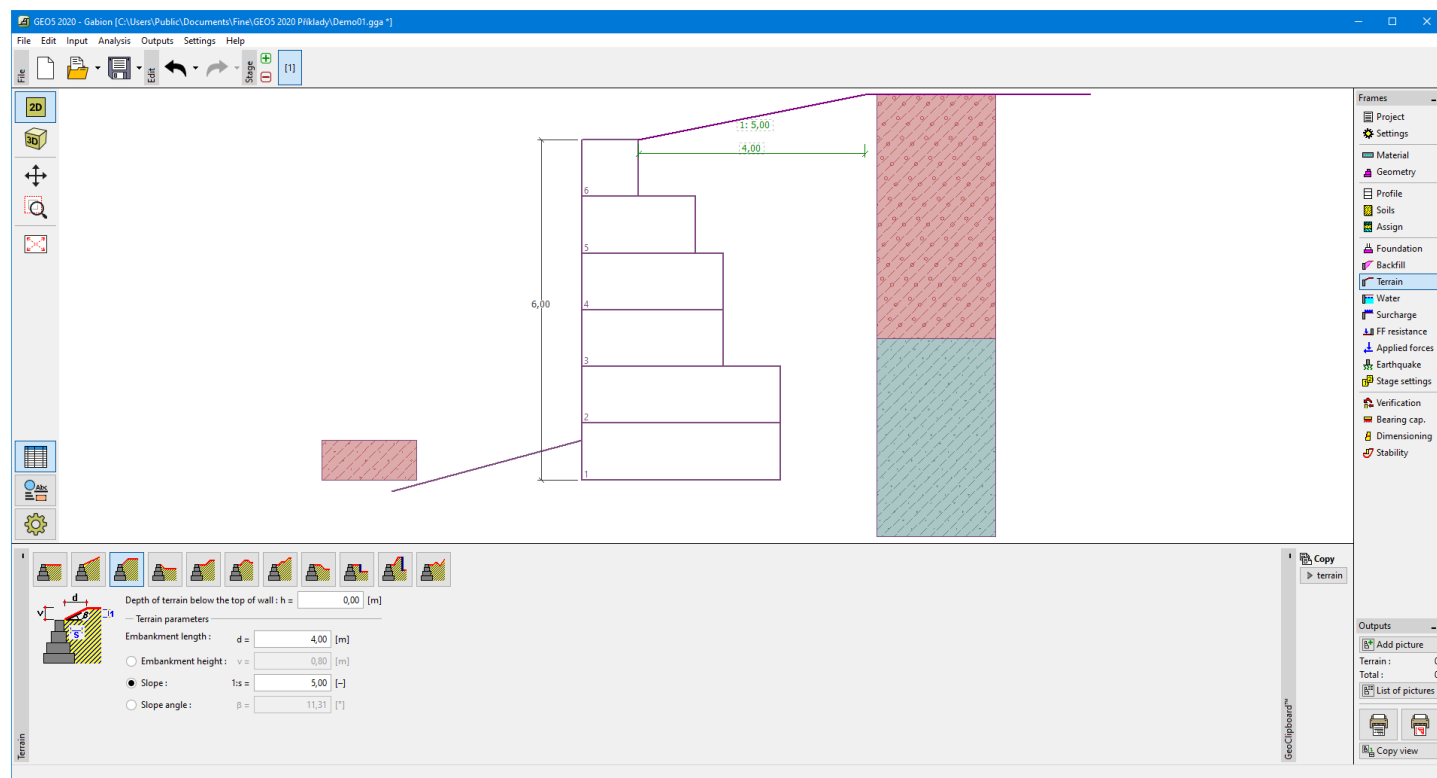 GEO5 2020 - Gabion [C:\Users\Public\Documents\Fine\GEO5 2020 Příklady\Demo01.gga *]
File Edit Input Analysis Outputs Settings Help
File
Edit
Stage
[1]
2D
3D
Abc
1: 5,00
4,00
6,00
6
5
4
3
2
1
Frames
Project
Settings
Material
Geometry
Profile
Soils
Assign
Foundation
Backfill
Terrain
Water
Surcharge
FF resistance
Applied forces
Earthquake
Stage settings
Verification
Bearing cap.
Dimensioning
Stability
Terrain
d
v
β
1
s
Depth of terrain below the top of wall : h = 0,00 [m]
Terrain parameters
Embankment length : d = 4,00 [m]
Embankment height : v = 0,80 [m]
Slope : 1:s = 5,00 [–]
Slope angle : β = 11,31 [°]
GeoClipboard™
Copy
terrain
Outputs
Add picture
Terrain : 0
Total : 0
List of pictures
Copy view